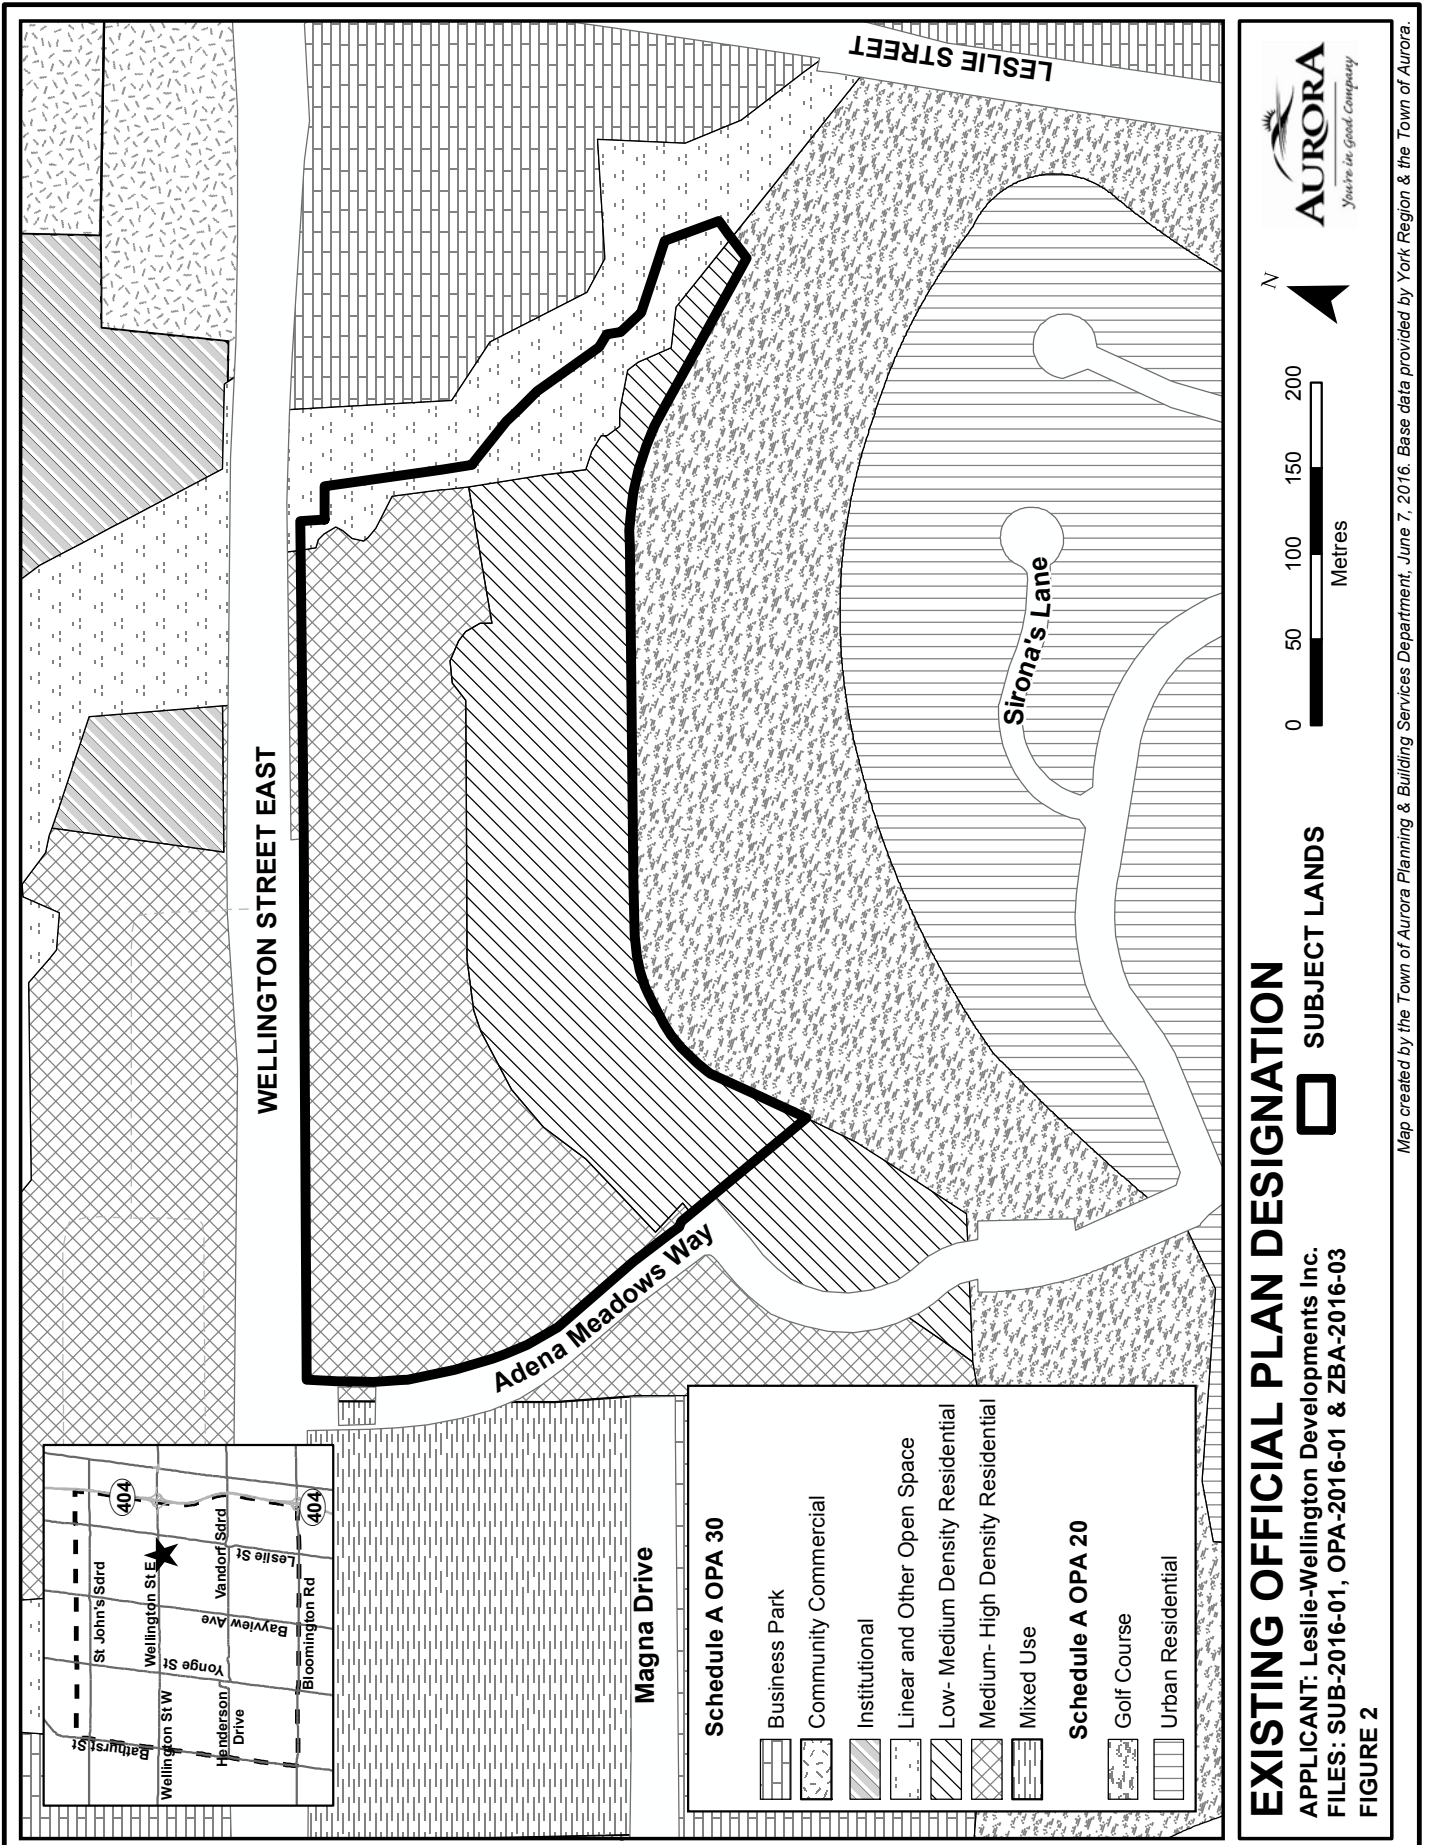 WELLINGTON STREET EAST
LESLIE STREET
Adena Meadows Way
Sirona's Lane
Magna Drive
St John's Sdrd
404
Wellington St E
Wellington St W
Vandorf Sdrd
Leslie St
Bayview Ave
Yonge St
Bathurst St
Henderson
Drive
Bloomington Rd
404
Schedule A OPA 30
Business Park
Community Commercial
Institutional
Linear and Other Open Space
Low- Medium Density Residential
Medium- High Density Residential
Mixed Use
Schedule A OPA 20
Golf Course
Urban Residential
EXISTING OFFICIAL PLAN DESIGNATION
APPLICANT: Leslie-Wellington Developments Inc.
FILES: SUB-2016-01, OPA-2016-01 & ZBA-2016-03
FIGURE 2
SUBJECT LANDS
0 50 100 150 200
Metres
N
AURORA
You're in Good Company
Map created by the Town of Aurora Planning & Building Services Department, June 7, 2016. Base data provided by York Region & the Town of Aurora.